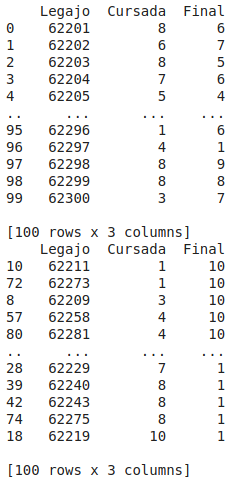 Legajo  Cursada  Final
0    62201        8      6
1    62202        6      7
2    62203        8      5
3    62204        7      6
4    62205        5      4
..     ...      ...    ...
95   62296        1      6
96   62297        4      1
97   62298        8      9
98   62299        8      8
99   62300        3      7

[100 rows x 3 columns]
    Legajo  Cursada  Final
10   62211        1     10
72   62273        1     10
8    62209        3     10
57   62258        4     10
80   62281        4     10
..     ...      ...    ...
28   62229        7      1
39   62240        8      1
42   62243        8      1
74   62275        8      1
18   62219       10      1

[100 rows x 3 columns]